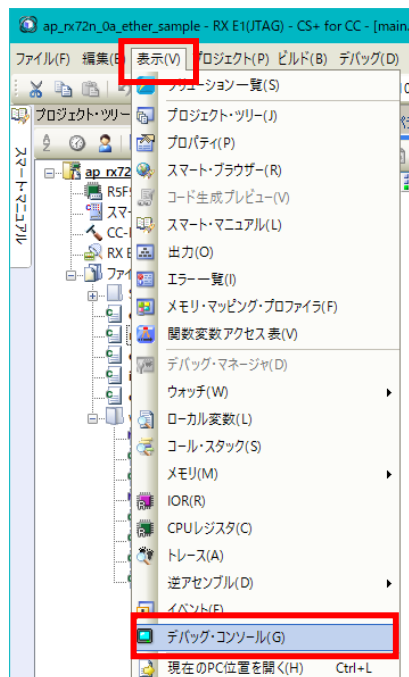 ap_rx72n_0a_ether_sample - RX E1(JTAG) - CS+ for CC - [main
ファイル(F) 編集(E 表示(V) プロジェクト(P) ビルド(B) デバッグ(D)
ソリューション一覧(S)
プロジェクト・ツリー
プロジェクト・ツリー(J)
プロパティ(P)
スマート・マニュアル
ap_rx72
スマート・ブラウザー(R)
R5F5
コード生成プレビュー(V)
スマ
スマート・マニュアル(L)
CC-
RX E
出力(O)
ファイ
エラー一覧(I)
メモリ・マッピング・プロファイラ(F)
関数変数アクセス表(V)
デバッグ・マネージャ(D)
ウォッチ(W)
ローカル変数(L)
コール・スタック(S)
メモリ(M)
IOR(R)
CPUレジスタ(C)
トレース(A)
逆アセンブル(D)
イベント(E)
デバッグ・コンソール(G)
現在のPC位置を開く(H) Ctrl+L